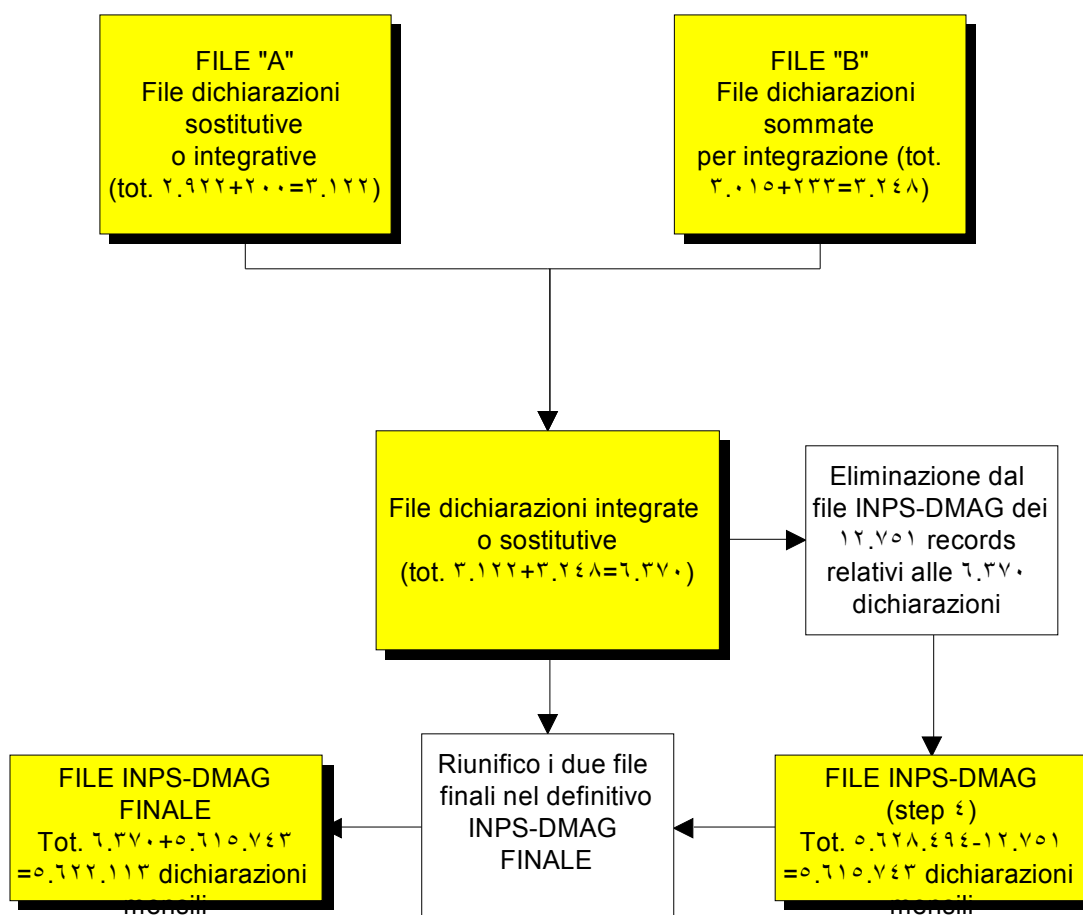 FILE "A"
File dichiarazioni
sostitutive
o integrative
(tot. ٢.٩٢٢+٢٠٠=٣.١٢٢)
FILE "B"
File dichiarazioni
sommate
per integrazione (tot.
٣.٠١٥+٢٣٣=٣.٢٤٨)
File dichiarazioni integrate
o sostitutive
(tot. ٣.١٢٢+٣.٢٤٨=٦.٣٧٠)
Eliminazione dal
file INPS-DMAG dei
١٢.٧٥١ records
relativi alle ٦.٣٧٠
dichiarazioni
FILE INPS-DMAG
FINALE
Tot. ٦.٣٧٠+٥.٦١٥.٧٤٣
=٥.٦٢٢.١١٣ dichiarazioni
mensili
Riunifico i due file
finali nel definitivo
INPS-DMAG
FINALE
FILE INPS-DMAG
(step ٤)
Tot. ٥.٦٢٨.٤٩٤-١٢.٧٥١
=٥.٦١٥.٧٤٣ dichiarazioni
mensili